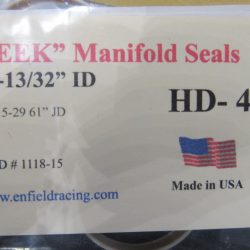 EEK” Manifold Seals
-13/32” ID
HD- 4
5-29 61” JD
D # 1118-15
Made in USA
w.enfieldracing.com